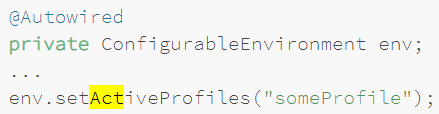 @Autowired
private ConfigurableEnvironment env;
...
env.setActiveProfiles("someProfile");